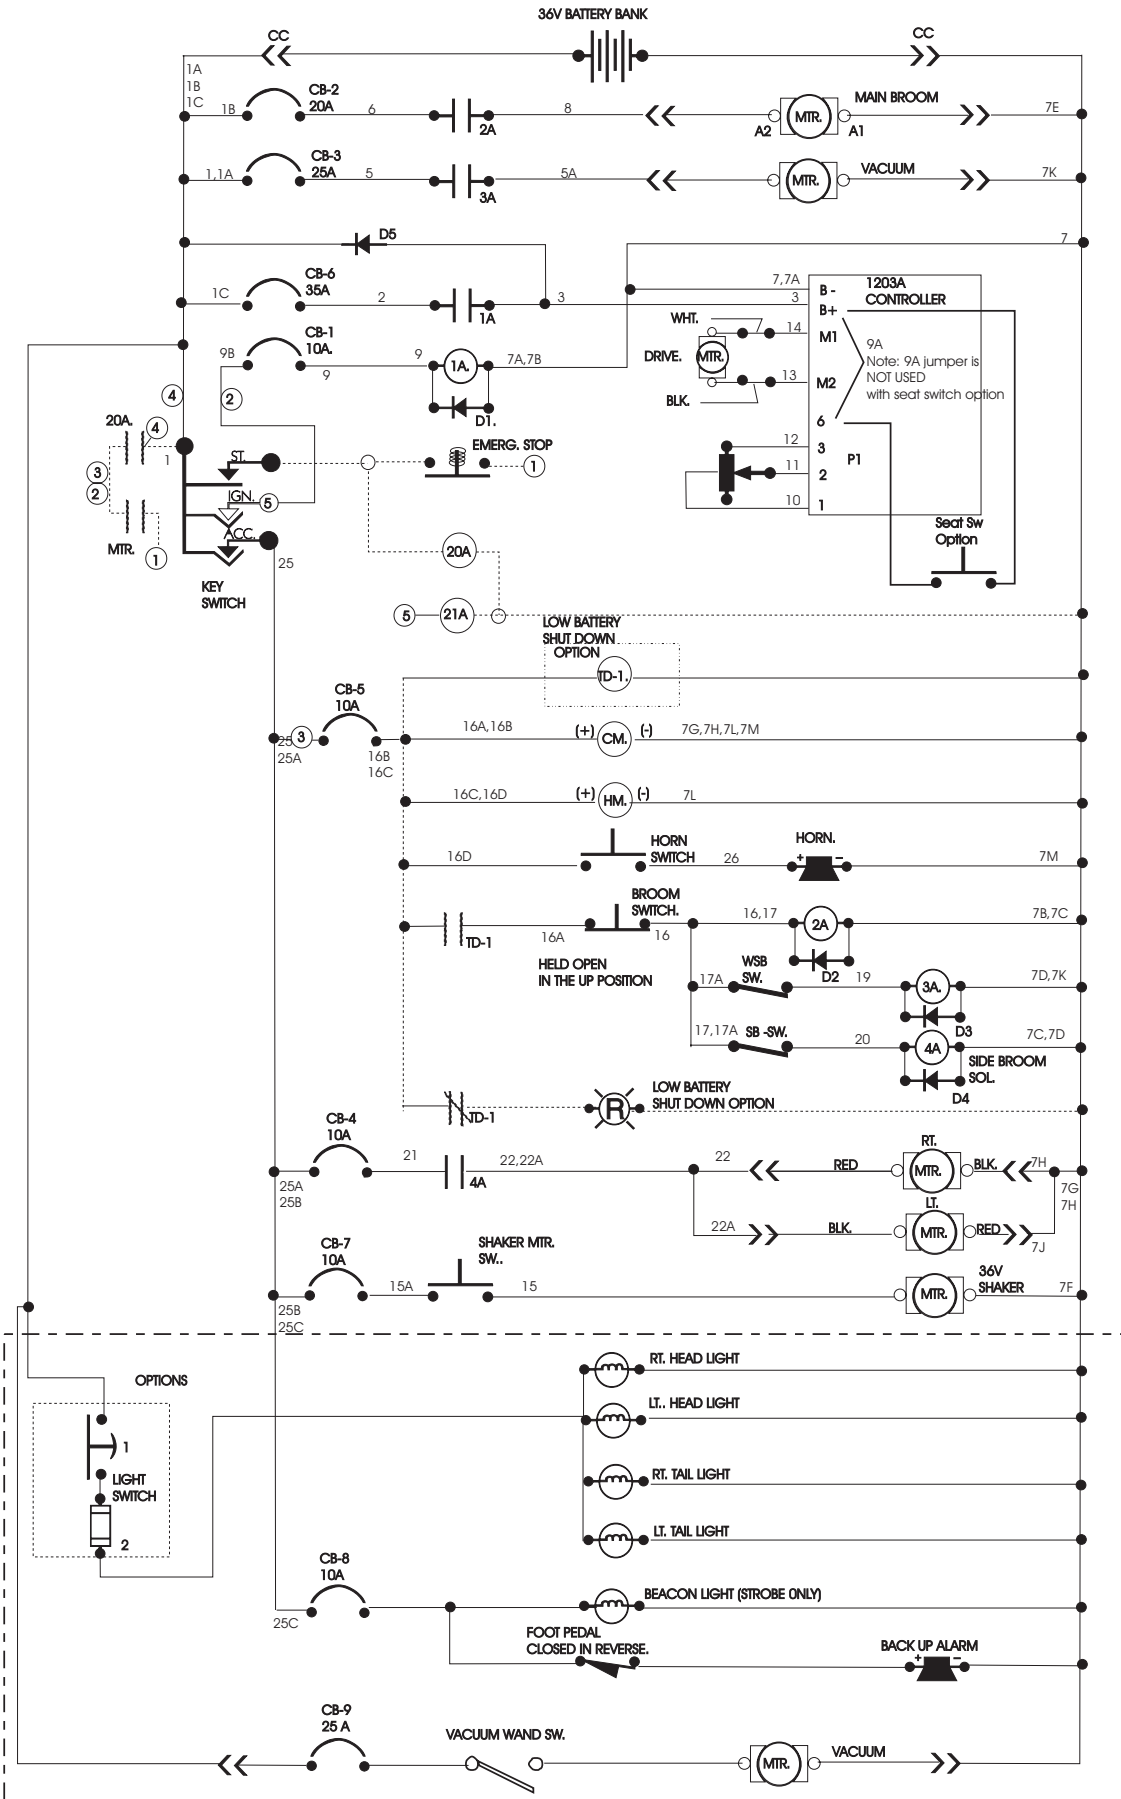 36V BATTERY BANK
CC
CC
1A
1B
1C
1B
CB-2
20A
6
2A
8
A2
MTR.
A1
MAIN BROOM
7E
1,1A
CB-3
25A
5
3A
5A
MTR.
VACUUM
7K
D5
7
1C
CB-6
35A
2
1A
3
7,7A
3
B -
B+
1203A
CONTROLLER
WHT.
14
M1
DRIVE.
MTR.
13
M2
BLK.
9A
Note: 9A jumper is
NOT USED
with seat switch option
6
12
3
P1
11
2
10
1
9B
CB-1
10A.
9
9
1A.
7A,7B
D1.
4
2
20A.
4
1
3
2
MTR.
1
ST.
IGN.
5
ACC.
KEY
SWITCH
25
EMERG. STOP
1
Seat Sw
Option
20A
5
21A
LOW BATTERY
SHUT DOWN
OPTION
TD-1.
CB-5
10A
25
3
25A
16B
16C
16A,16B
(+)
CM.
(-)
7G,7H,7L,7M
16C,16D
(+)
HM.
(-)
7L
16D
HORN
SWITCH
26
HORN.
+
-
7M
TD-1
16A
BROOM
SWITCH.
16
HELD OPEN
IN THE UP POSITION
16,17
2A
D2
7B,7C
17A
WSB
SW.
19
3A.
D3
7D,7K
17,17A
SB -SW.
20
4A
D4
SIDE BROOM
SOL.
7C,7D
TD-1
R
LOW BATTERY
SHUT DOWN OPTION
CB-4
10A
25A
25B
21
4A
22,22A
22
RED
RT.
MTR.
BLK.
7H
7G
7H
22A
BLK.
LT.
MTR.
RED
7J
CB-7
10A
25B
25C
15A
SHAKER MTR.
SW..
15
MTR.
36V
SHAKER
7F
OPTIONS
1
LIGHT
SWITCH
2
RT. HEAD LIGHT
LT.. HEAD LIGHT
RT. TAIL LIGHT
LT. TAIL LIGHT
CB-8
10A
25C
BEACON LIGHT (STROBE ONLY)
FOOT PEDAL
CLOSED IN REVERSE.
BACK UP ALARM
+
-
CB-9
25 A
VACUUM WAND SW.
MTR.
VACUUM